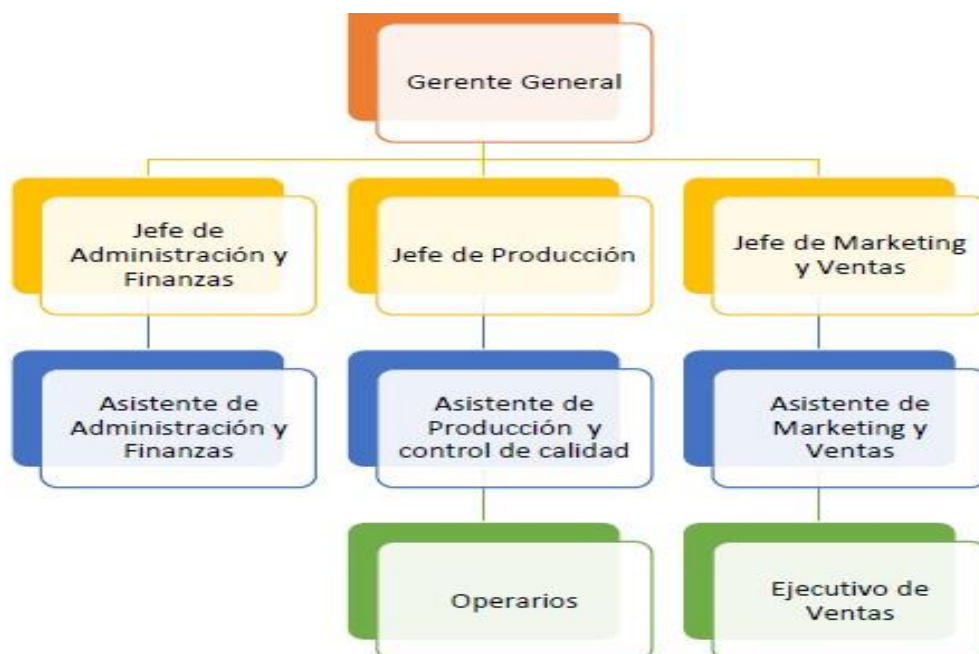 Gerente General
Jefe de
Administración y
Finanzas
Jefe de Producción
Jefe de Marketing
y Ventas
Asistente de
Administración y
Finanzas
Asistente de
Producción y
control de calidad
Asistente de
Marketing y
Ventas
Operarios
Ejecutivo de
Ventas